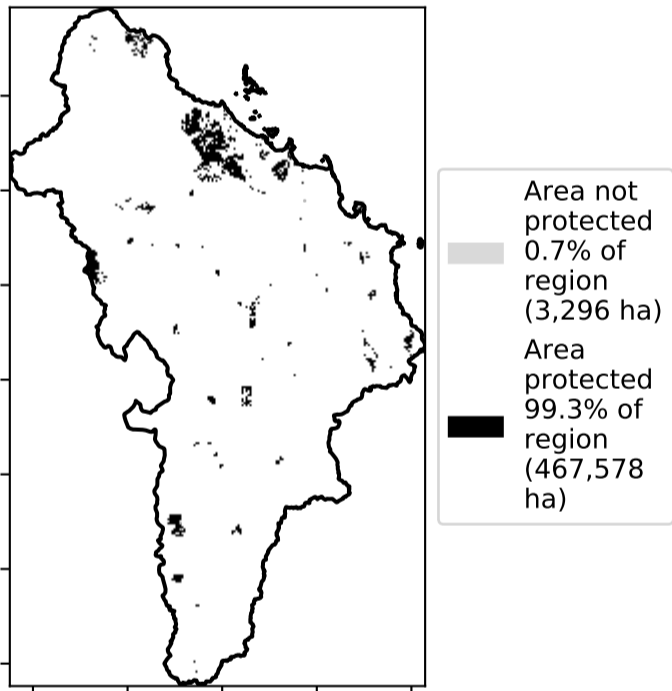 Area not
protected
0.7% of
region
(3,296 ha)
Area
protected
99.3% of
region
(467,578
ha)